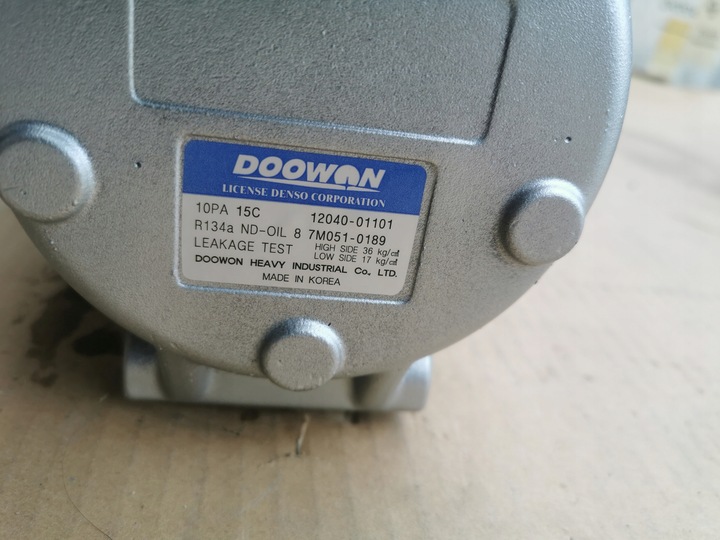 DOOWON
LICENSE DENSO CORPORATION
10PA 15C 12040-01101
R134a ND-OIL 8 7M051-0189
LEAKAGE TEST HIGH SIDE 36 kg/㎠
LOW SIDE 17 kg/㎠
DOOWON HEAVY INDUSTRIAL Co., LTD.
MADE IN KOREA